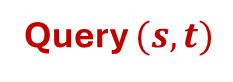 Query (s, t)